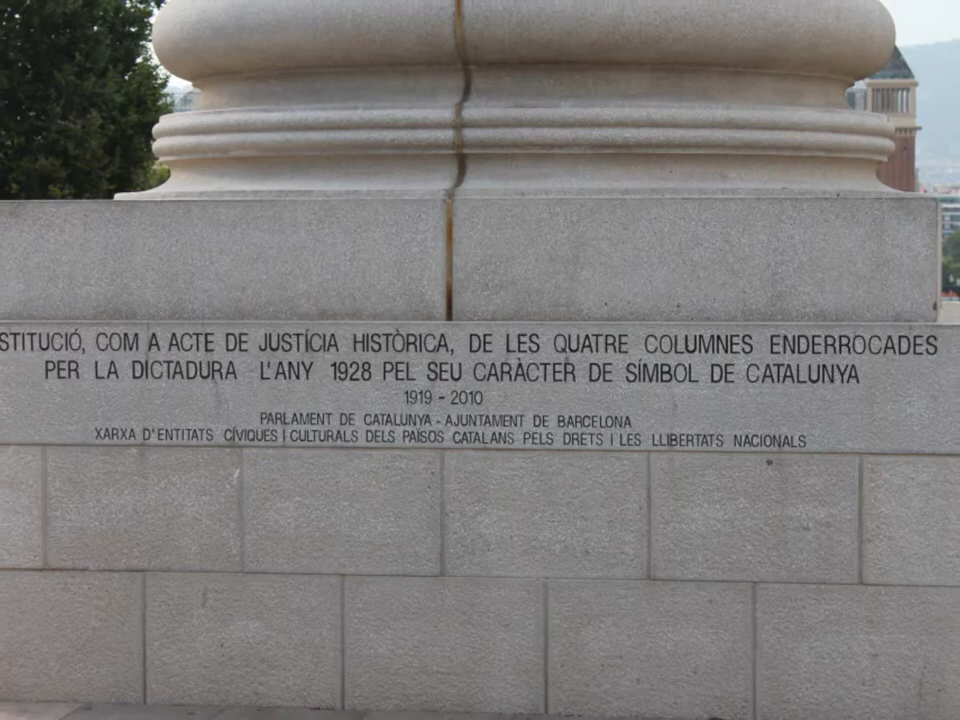 STITUCIÓ, COM A ACTE DE JUSTÍCIA HISTÒRICA, DE LES QUATRE COLUMNES ENDERROCADES
PER LA DICTADURA L'ANY 1928 PEL SEU CARÀCTER DE SÍMBOL DE CATALUNYA
1919 - 2010
PARLAMENT DE CATALUNYA - AJUNTAMENT DE BARCELONA
XARXA D'ENTITATS CÍVIQUES I CULTURALS DELS PAÏSOS CATALANS PELS DRETS I LES LLIBERTATS NACIONALS